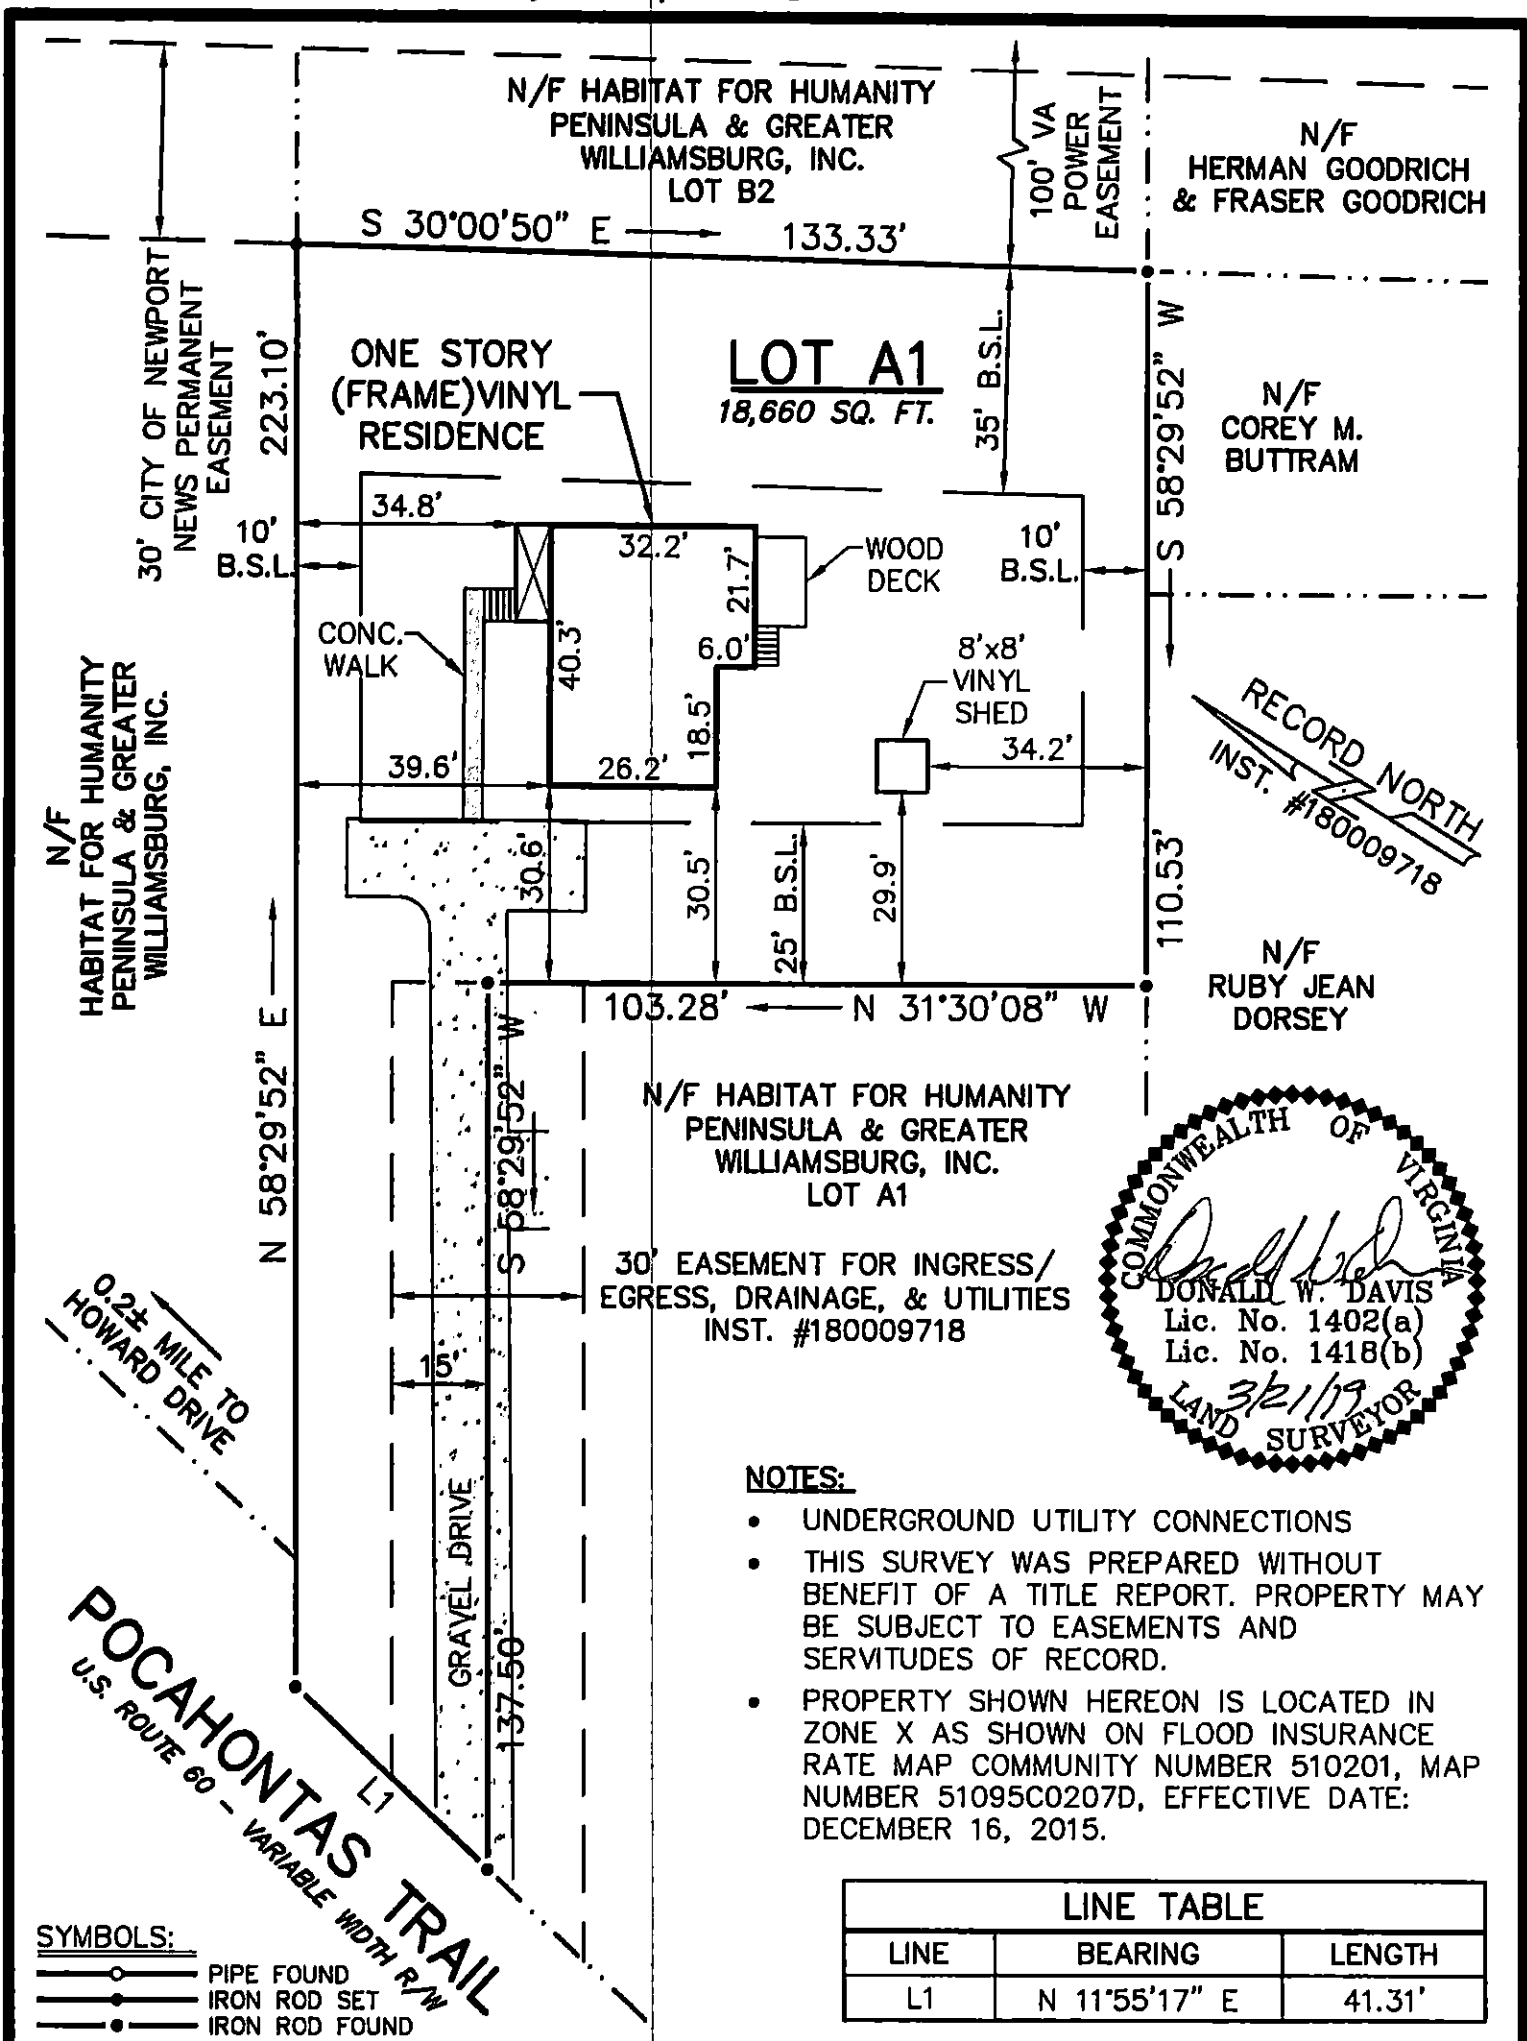 N/F HABITAT FOR HUMANITY
PENINSULA & GREATER
WILLIAMSBURG, INC.
LOT B2
100' VA
POWER
EASEMENT
N/F
HERMAN GOODRICH
& FRASER GOODRICH
S 30°00'50" E
133.33'
30' CITY OF NEWPORT
NEWS PERMANENT
EASEMENT
223.10'
ONE STORY
(FRAME)VINYL
RESIDENCE
LOT A1
18,660 SQ. FT.
35' B.S.L.
S 58°29'52" W
N/F
COREY M.
BUTTRAM
34.8'
10'
B.S.L.
32.2'
21.7'
WOOD
DECK
10'
B.S.L.
CONC.
WALK
40.3'
6.0'
18.5'
8'x8'
VINYL
SHED
34.2'
39.6'
26.2'
RECORD NORTH
INST. #180009718
N/F
HABITAT FOR HUMANITY
PENINSULA & GREATER
WILLIAMSBURG, INC.
30.6'
30.5'
25' B.S.L.
29.9'
110.53'
N/F
RUBY JEAN
DORSEY
103.28'
N 31°30'08" W
N 58°29'52" E
S 58°29'52" W
N/F HABITAT FOR HUMANITY
PENINSULA & GREATER
WILLIAMSBURG, INC.
LOT A1
30' EASEMENT FOR INGRESS/
EGRESS, DRAINAGE, & UTILITIES
INST. #180009718
COMMONWEALTH OF VIRGINIA
DONALD W. DAVIS
Lic. No. 1402(a)
Lic. No. 1418(b)
3/21/19
LAND SURVEYOR
0.2± MILE TO
HOWARD DRIVE
15'
GRAVEL DRIVE
137.50'
L1
POCAHONTAS TRAIL
U.S. ROUTE 60 - VARIABLE WIDTH R/W
NOTES:
• UNDERGROUND UTILITY CONNECTIONS
• THIS SURVEY WAS PREPARED WITHOUT
BENEFIT OF A TITLE REPORT. PROPERTY MAY
BE SUBJECT TO EASEMENTS AND
SERVITUDES OF RECORD.
• PROPERTY SHOWN HEREON IS LOCATED IN
ZONE X AS SHOWN ON FLOOD INSURANCE
RATE MAP COMMUNITY NUMBER 510201, MAP
NUMBER 51095C0207D, EFFECTIVE DATE:
DECEMBER 16, 2015.
SYMBOLS:
PIPE FOUND
IRON ROD SET
IRON ROD FOUND
LINE TABLE
LINE BEARING LENGTH
L1 N 11°55'17" E 41.31'